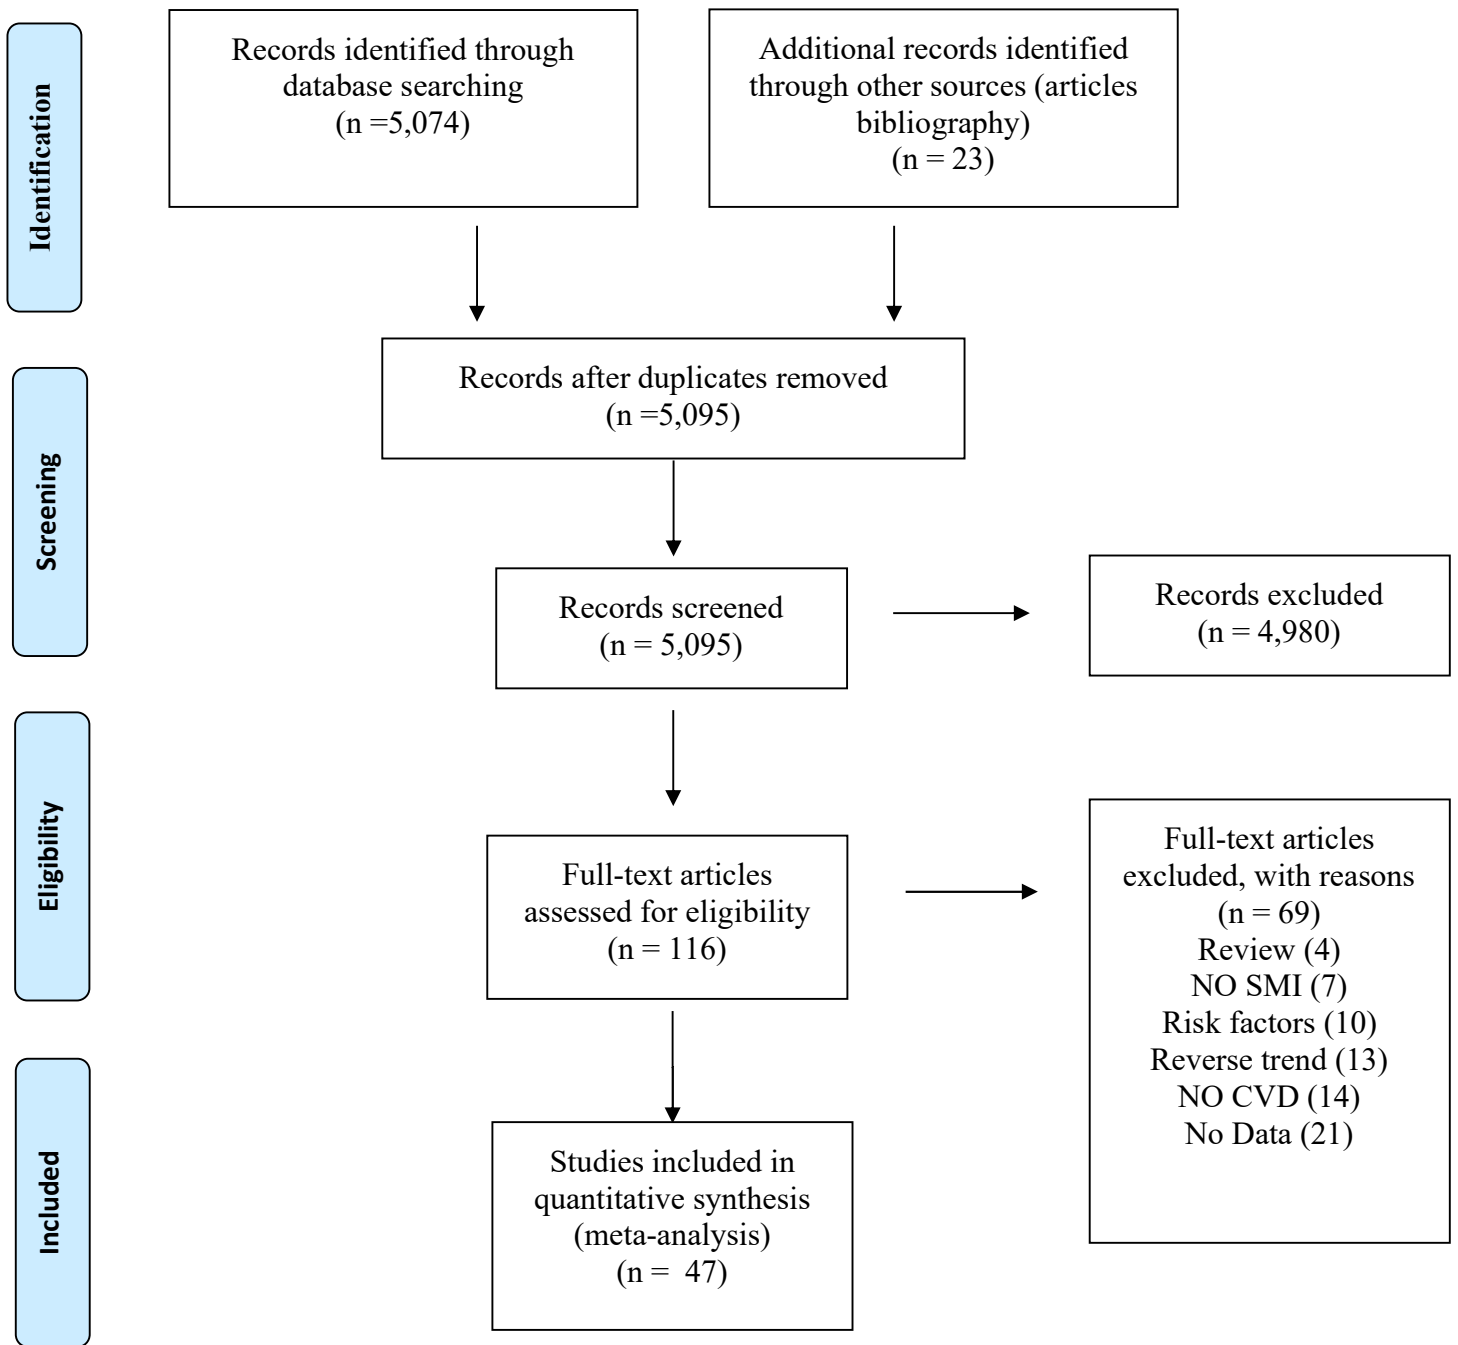 Identification
Records identified through
database searching
(n =5,074)
Additional records identified
through other sources (articles
bibliography)
(n = 23)
Records after duplicates removed
(n =5,095)
Screening
Records screened
(n = 5,095)
Records excluded
(n = 4,980)
Eligibility
Full-text articles
assessed for eligibility
(n = 116)
Full-text articles
excluded, with reasons
(n = 69)
Review (4)
NO SMI (7)
Risk factors (10)
Reverse trend (13)
NO CVD (14)
No Data (21)
Included
Studies included in
quantitative synthesis
(meta-analysis)
(n =  47)